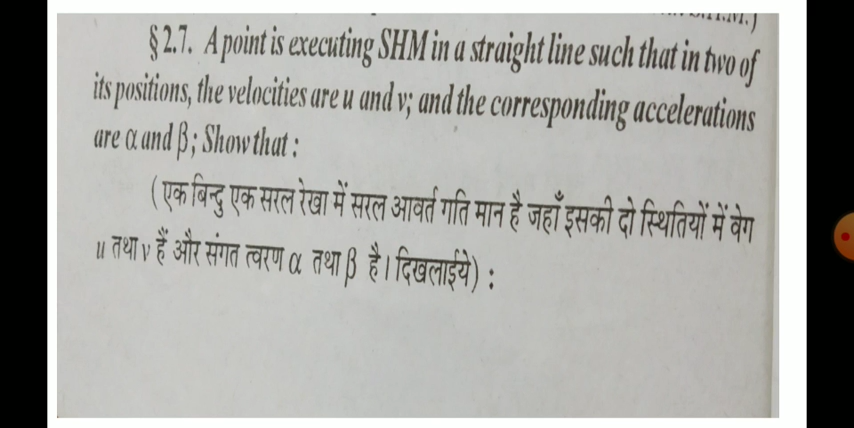 § 2.7. A point is executing SHM in a straight line such that in two of
its positions, the velocities are u and v; and the corresponding accelerations
are α and β ; Show that :
( एक बिन्दु एक सरल रेखा में सरल आवर्त गति मान है जहाँ इसकी दो स्थितियों में वेग
u तथा v हैं और संगत त्वरण α तथा β है। दिखलाईये) :